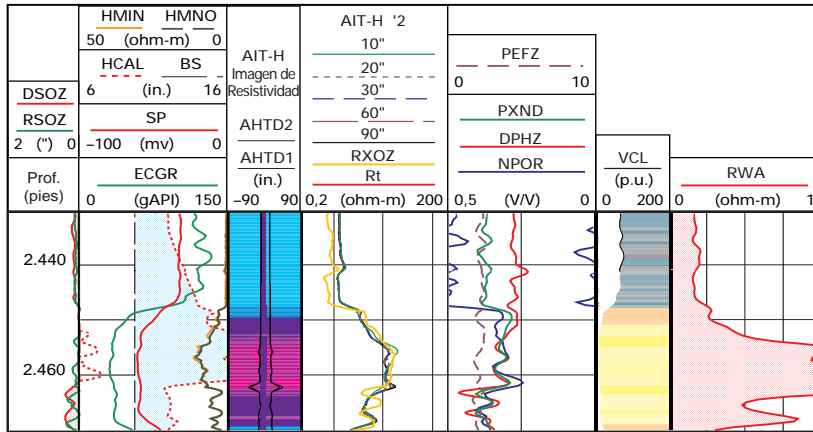 DSOZ
RSOZ
2 (") 0
Prof.
(pies)
HMIN HMNO
50 (ohm-m) 0
HCAL BS
6 (in.) 16
SP
−100 (mv) 0
ECGR
0 (gAPI) 150
AIT-H
Imagen de
Resistividad
AHTD2
AHTD1
(in.)
−90 90
AIT-H '2
10"
20"
30"
60"
90"
RXOZ
Rt
0,2 (ohm-m) 200
PEFZ
0 10
PXND
DPHZ
NPOR
0,5 (V/V) 0
VCL
(p.u.)
0 200
RWA
0 (ohm-m) 1
2.440
2.460